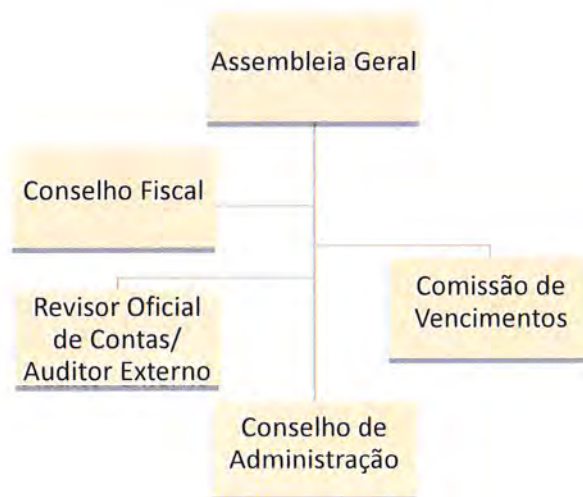 Assembleia Geral
Conselho Fiscal
Revisor Oficial
de Contas/
Auditor Externo
Comissão de
Vencimentos
Conselho de
Administração